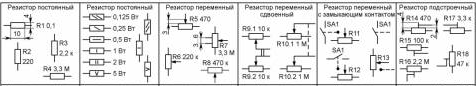 Резистор постоянный
R1 0,1
4
10
R2
220
R3
2,2 к
R4 3,3 М
Резистор постоянный
0,125 Вт
0,25 Вт
0,5 Вт
1 Вт
2 Вт
5 Вт
Резистор переменный
R5 470
R7
3,3 М
R6 220 к
R8 470 к
Резистор переменный
сдвоенный
R9.1 10 к
R10.1 1 М
R9.2 10 к
R10.2 1 М
Резистор переменный
с замыкающим контактом
SA1
R11
SA1
SA1
R13
R12
Резистор подстроечный
R14 470
R17 3,3 к
R15 100 к
R18
47 к
R16 2,2 М